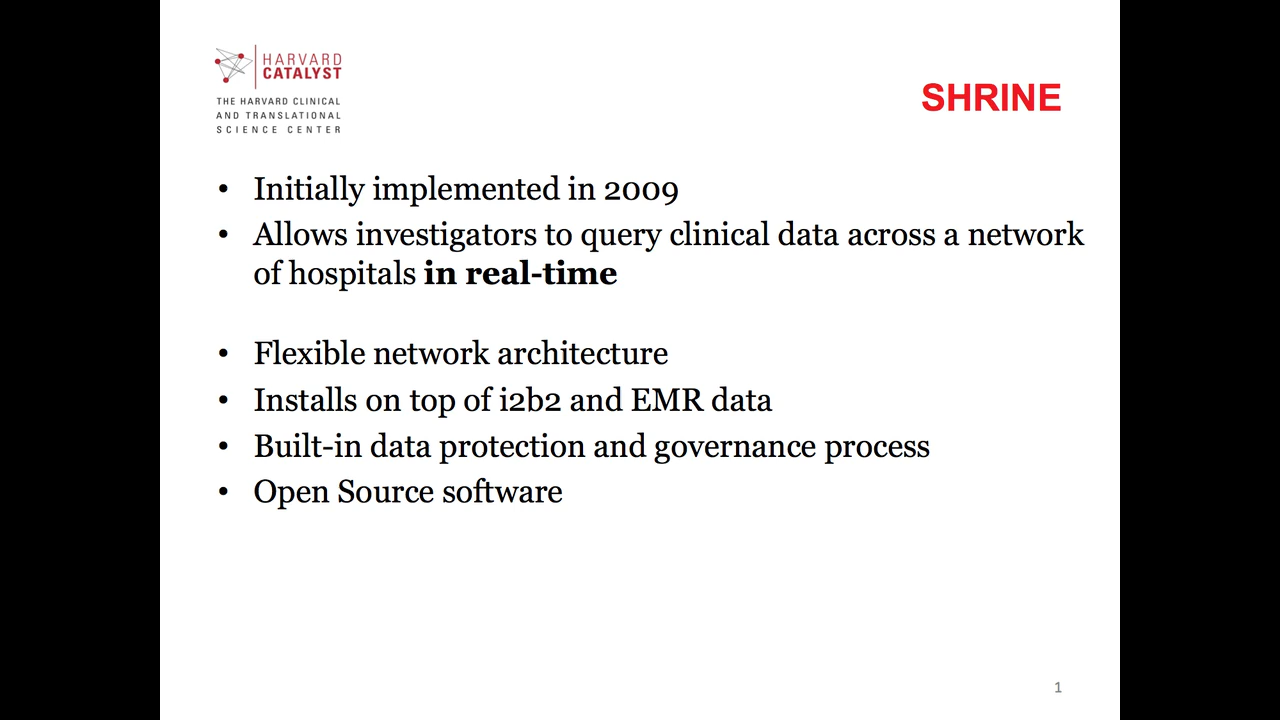 HARVARD
CATALYST
THE HARVARD CLINICAL
AND TRANSLATIONAL
SCIENCE CENTER
SHRINE
• Initially implemented in 2009
• Allows investigators to query clinical data across a network
of hospitals in real-time
• Flexible network architecture
• Installs on top of i2b2 and EMR data
• Built-in data protection and governance process
• Open Source software
1